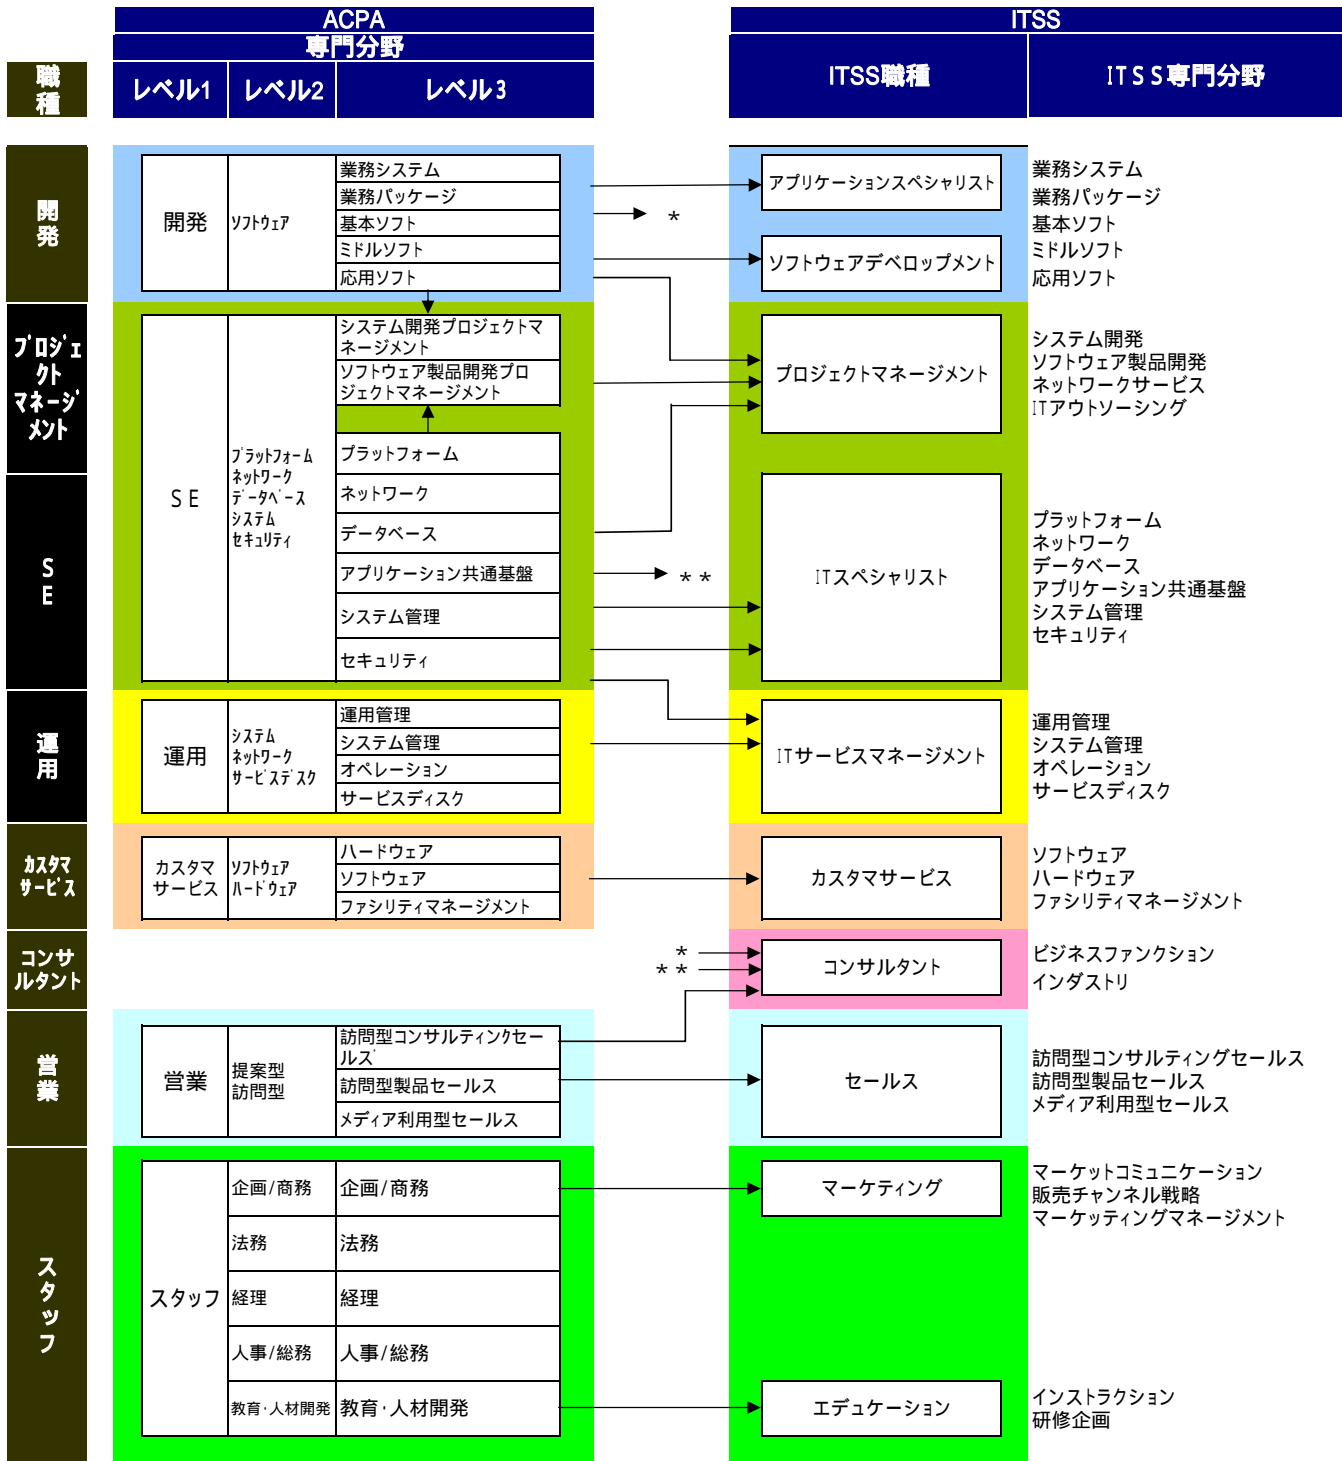 ACPA
ITSS
専門分野
職種
レベル1
レベル2
レベル3
ITSS職種
ITSS専門分野
開発
開発
ソフトウェア
業務システム
業務パッケージ
基本ソフト
ミドルソフト
応用ソフト
*
アプリケーションスペシャリスト
ソフトウェアデベロップメント
業務システム
業務パッケージ
基本ソフト
ミドルソフト
応用ソフト
プロジェ
クト
マネージ
メント
システム開発プロジェクトマ
ネージメント
ソフトウェア製品開発プロ
ジェクトマネージメント
プロジェクトマネージメント
システム開発
ソフトウェア製品開発
ネットワークサービス
ITアウトソーシング
SE
SE
プラットフォーム
ネットワーク
データベース
システム
セキュリティ
プラットフォーム
ネットワーク
データベース
アプリケーション共通基盤
システム管理
セキュリティ
**
ITスペシャリスト
プラットフォーム
ネットワーク
データベース
アプリケーション共通基盤
システム管理
セキュリティ
運用
運用
システム
ネットワーク
サービスデスク
運用管理
システム管理
オペレーション
サービスディスク
ITサービスマネージメント
運用管理
システム管理
オペレーション
サービスディスク
カスタマ
サービス
カスタマ
サービス
ソフトウェア
ハードウェア
ハードウェア
ソフトウェア
ファシリティマネージメント
カスタマサービス
ソフトウェア
ハードウェア
ファシリティマネージメント
コンサ
ルタント
*
**
コンサルタント
ビジネスファンクション
インダストリ
営業
営業
提案型
訪問型
訪問型コンサルティングセー
ルス
訪問型製品セールス
メディア利用型セールス
セールス
訪問型コンサルティングセールス
訪問型製品セールス
メディア利用型セールス
スタッフ
スタッフ
企画/商務
企画/商務
法務
法務
経理
経理
人事/総務
人事/総務
教育・人材開発
教育・人材開発
マーケティング
マーケットコミュニケーション
販売チャンネル戦略
マーケッティングマネージメント
エデュケーション
インストラクション
研修企画